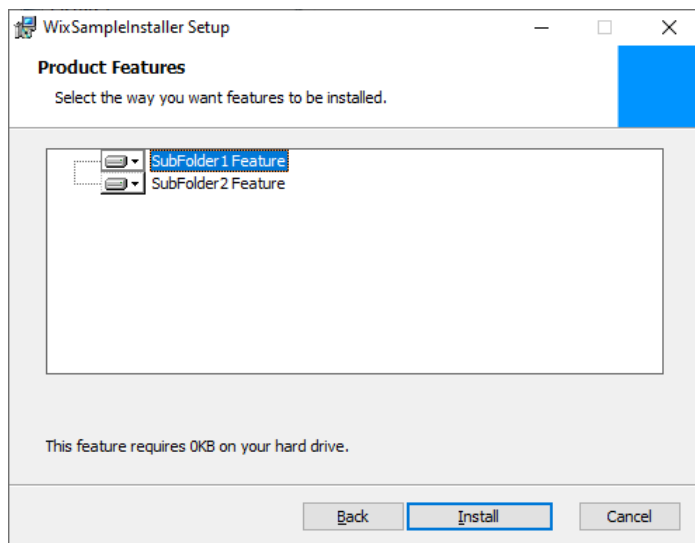 WixSampleInstaller Setup
Product Features
Select the way you want features to be installed.
SubFolder1 Feature
SubFolder2 Feature
This feature requires 0KB on your hard drive.
Back Install Cancel